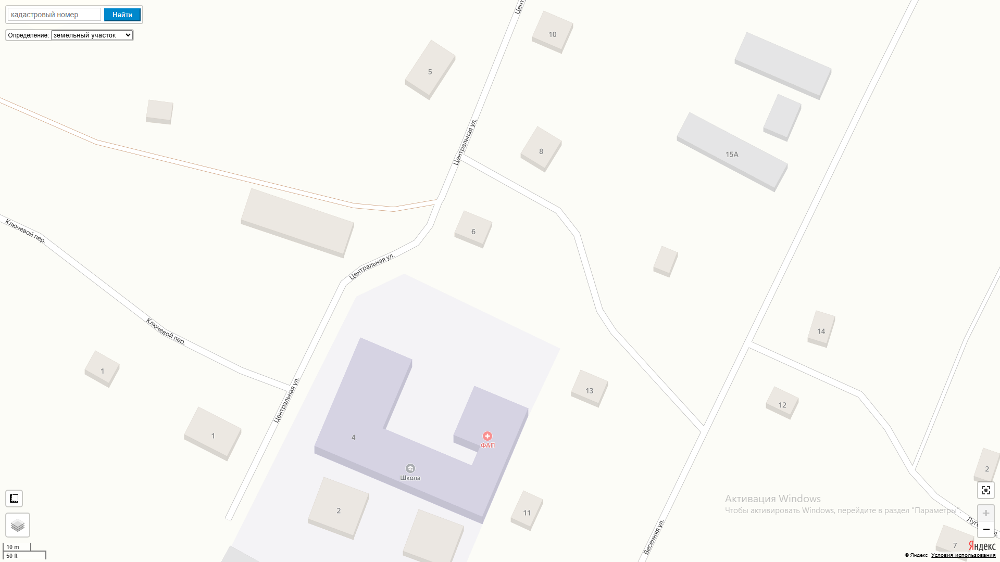 кадастровый номер
Найти
Определение: земельный участок
Центральная ул.
10
5
8
15А
Центральная ул.
6
Ключевой пер.
Центральная ул.
Ключевой пер.
14
1
13
12
Центральная ул.
1
4
ФАП
Школа
2
2
11
Активация Windows
Чтобы активировать Windows, перейдите в раздел "Параметры".
+
−
Весенняя ул.
7
10 m
50 ft
Яндекс
© Яндекс Условия использования